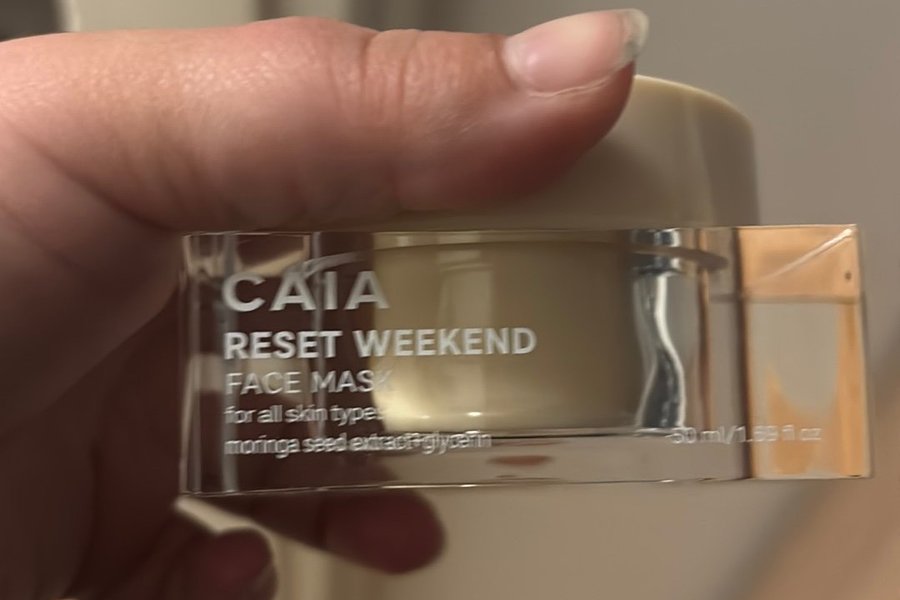 CAIA
RESET WEEKEND
FACE MASK
for all skin types
moringa seed extract+glycerin
50 ml/1.69 fl oz